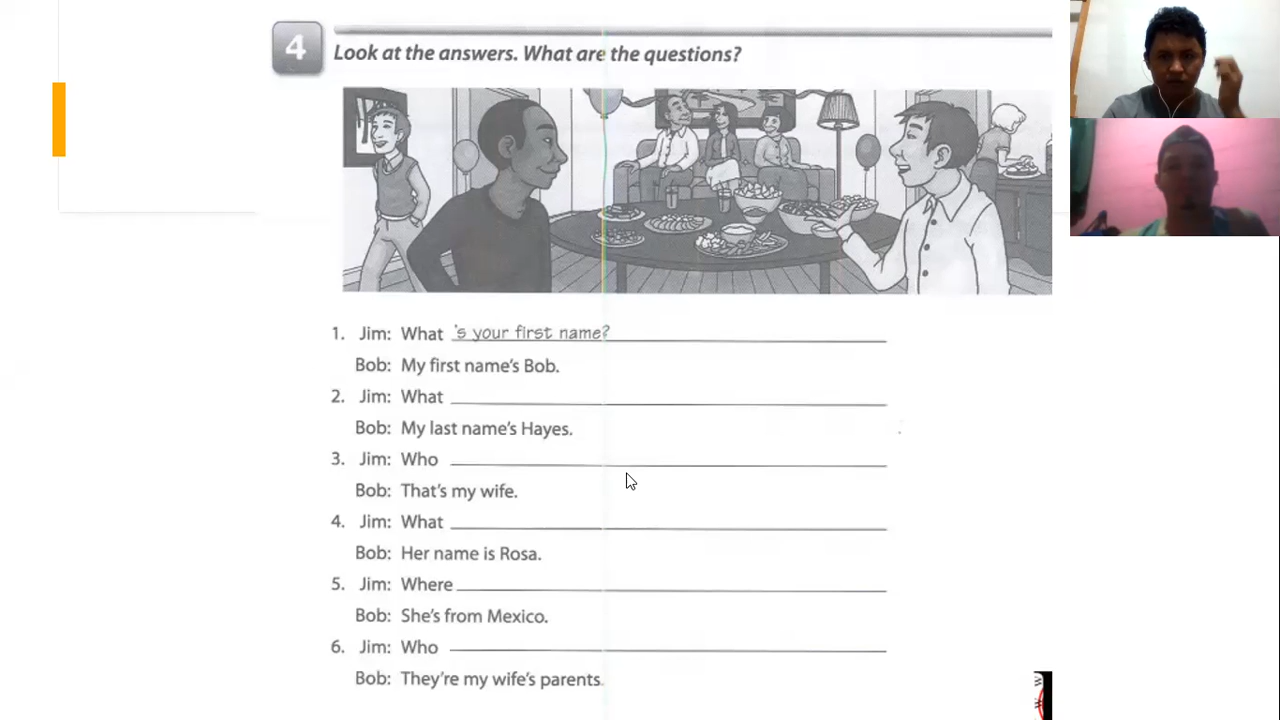 4
Look at the answers. What are the questions?
1. Jim: What 's your first name?
Bob: My first name's Bob.
2. Jim: What
Bob: My last name's Hayes.
3. Jim: Who
Bob: That's my wife.
4. Jim: What
Bob: Her name is Rosa.
5. Jim: Where
Bob: She's from Mexico.
6. Jim: Who
Bob: They're my wife's parents.